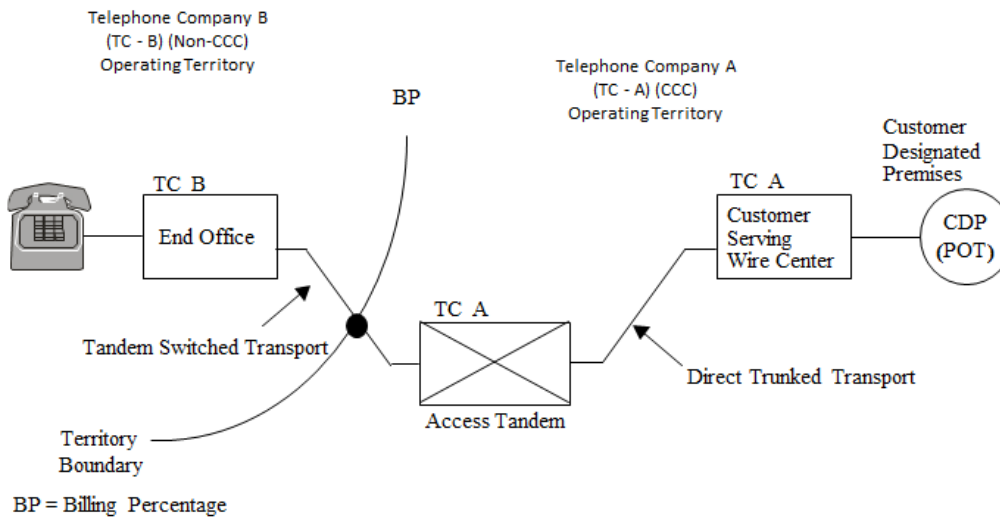 Telephone Company B
(TC - B) (Non-CCC)
Operating Territory
Telephone Company A
(TC - A) (CCC)
Operating Territory
BP
Customer
Designated
Premises
TC B
End Office
TC A
Customer
Serving
Wire Center
CDP
(POT)
TC A
Tandem Switched Transport
Direct Trunked Transport
Access Tandem
Territory
Boundary
BP = Billing Percentage